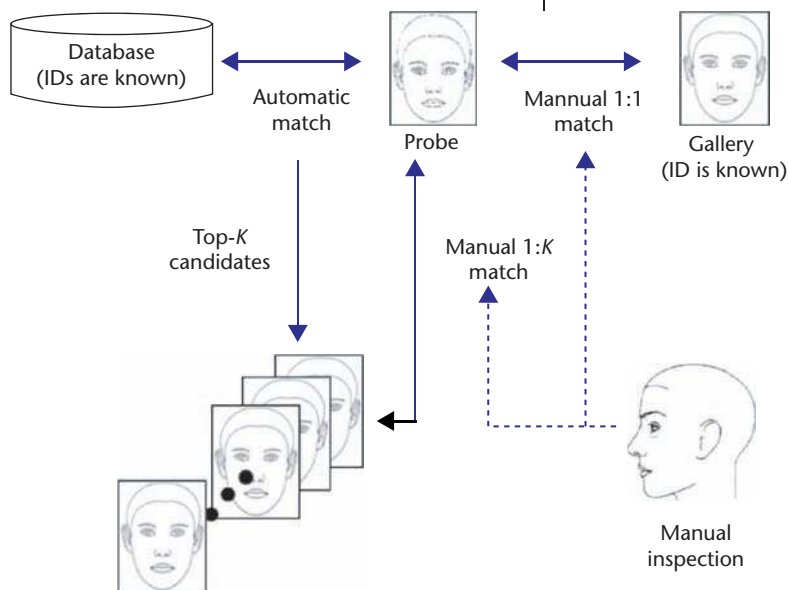 Database
(IDs are known)
Automatic
match
Probe
Mannual 1:1
match
Gallery
(ID is known)
Top-K
candidates
Manual 1:K
match
Manual
inspection